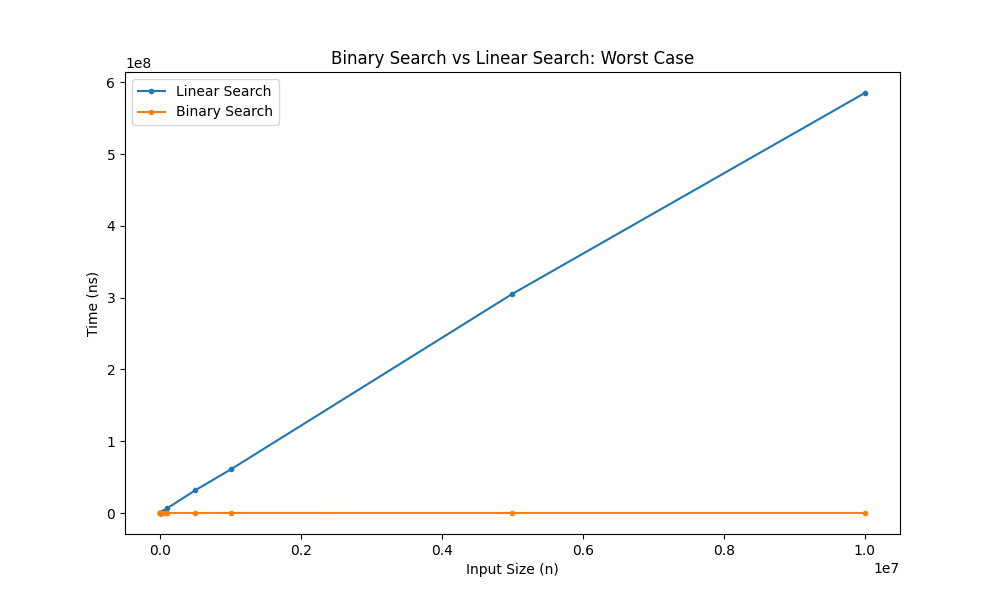 Binary Search vs Linear Search: Worst Case
1e8
Linear Search
Binary Search
6
5
4
3
2
1
0
Time (ns)
0.0 0.2 0.4 0.6 0.8 1.0
1e7
Input Size (n)